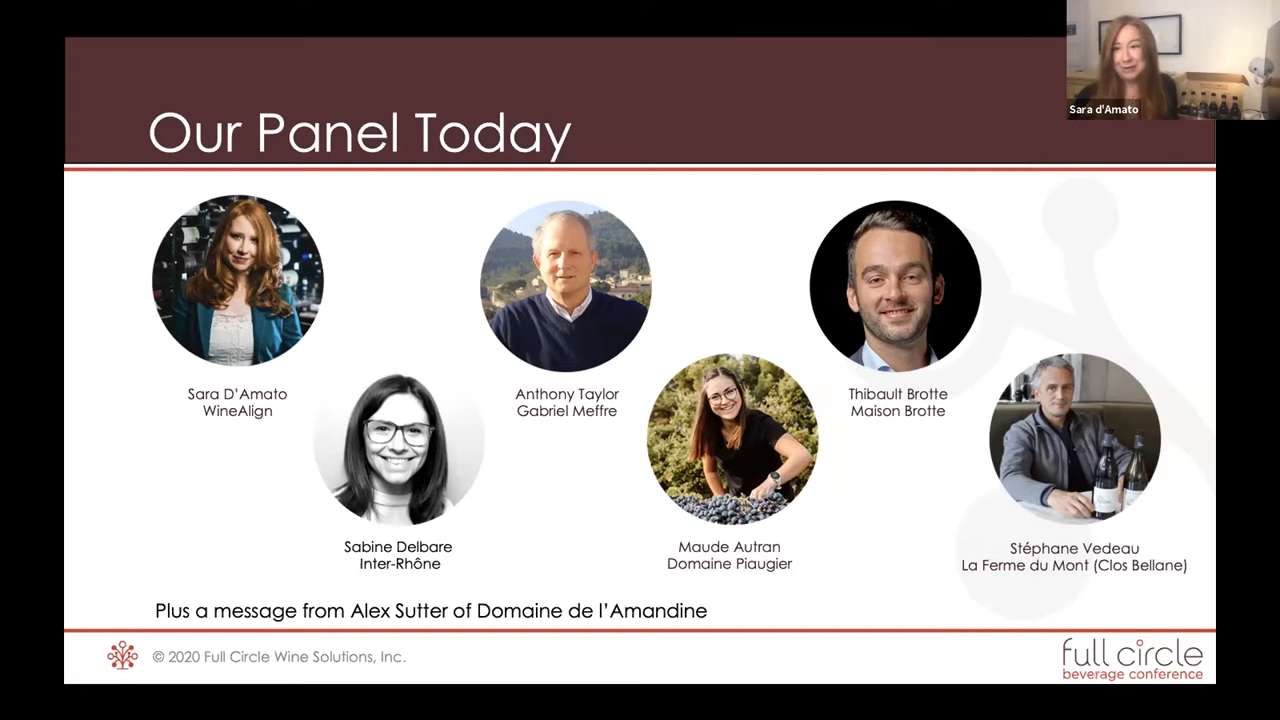 Sara d'Amato
Our Panel Today
Sara D'Amato
WineAlign
Anthony Taylor
Gabriel Meffre
Thibault Brotte
Maison Brotte
Sabine Delbare
Inter-Rhône
Maude Autran
Domaine Piaugier
Stéphane Vedeau
La Ferme du Mont (Clos Bellane)
Plus a message from Alex Sutter of Domaine de l'Amandine
© 2020 Full Circle Wine Solutions, Inc.
full circle
beverage conference